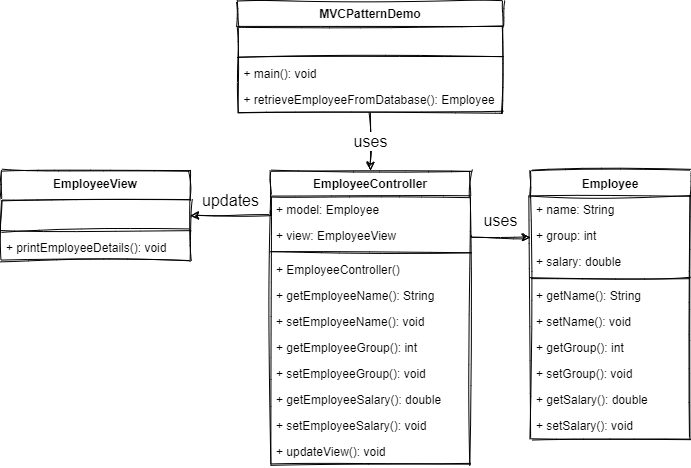 MVCPatternDemo
+ main(): void
+ retrieveEmployeeFromDatabase(): Employee
uses
EmployeeView
+ printEmployeeDetails(): void
updates
EmployeeController
+ model: Employee
+ view: EmployeeView
+ EmployeeController()
+ getEmployeeName(): String
+ setEmployeeName(): void
+ getEmployeeGroup(): int
+ setEmployeeGroup(): void
+ getEmployeeSalary(): double
+ setEmployeeSalary(): void
+ updateView(): void
uses
Employee
+ name: String
+ group: int
+ salary: double
+ getName(): String
+ setName(): void
+ getGroup(): int
+ setGroup(): void
+ getSalary(): double
+ setSalary(): void